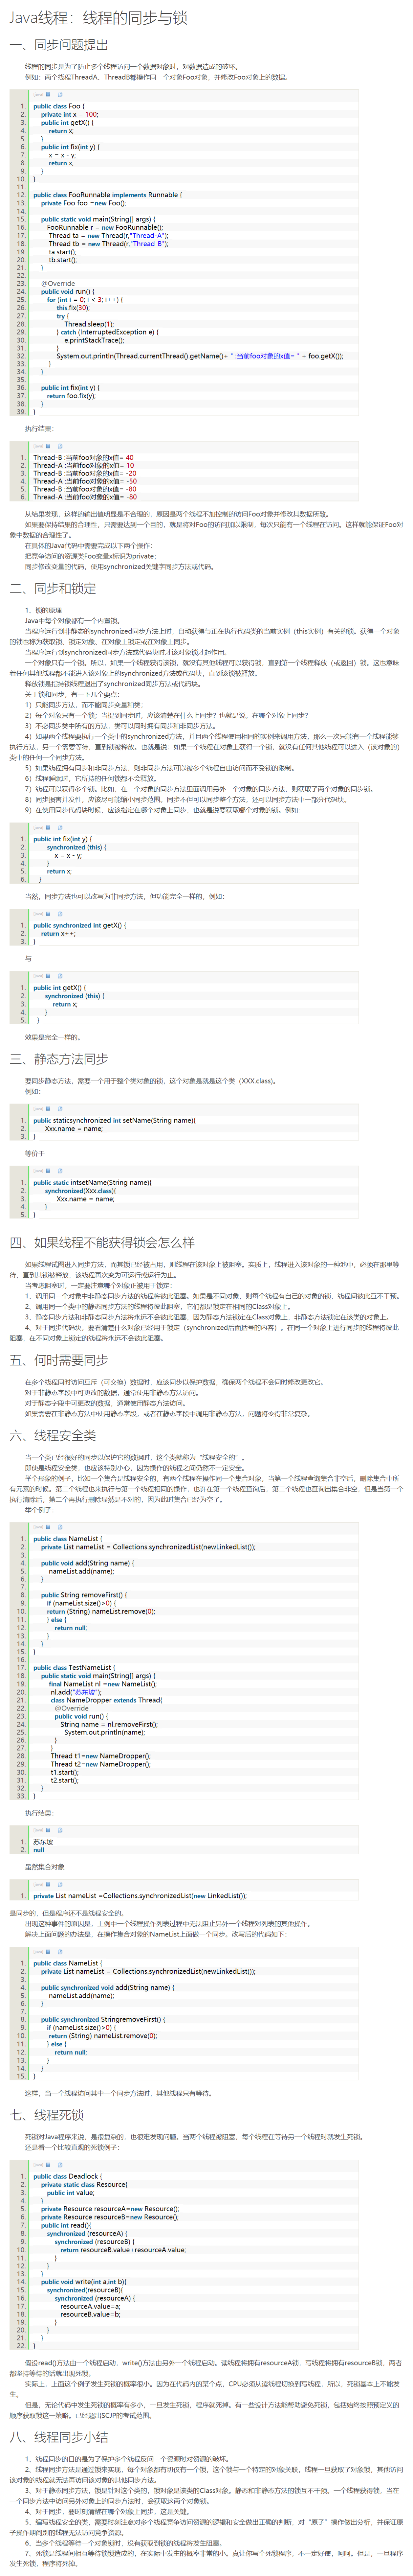 Java线程：线程的同步与锁
一、同步问题提出
线程的同步是为了防止多个线程访问一个数据对象时，对数据造成的破坏。
例如：两个线程ThreadA、ThreadB都操作同一个对象Foo对象，并修改Foo对象上的数据。
[java]
1. public class Foo {
2. private int x = 100;
3. public int getX() {
4. return x;
5. }
6. public int fix(int y) {
7. x = x - y;
8. return x;
9. }
10. }
11.
12. public class FooRunnable implements Runnable {
13. private Foo foo =new Foo();
14.
15. public static void main(String[] args) {
16. FooRunnable r = new FooRunnable();
17. Thread ta = new Thread(r,"Thread-A");
18. Thread tb = new Thread(r,"Thread-B");
19. ta.start();
20. tb.start();
21. }
22.
23. @Override
24. public void run() {
25. for (int i = 0; i < 3; i++) {
26. this.fix(30);
27. try {
28. Thread.sleep(1);
29. } catch (InterruptedException e) {
30. e.printStackTrace();
31. }
32. System.out.println(Thread.currentThread().getName()+ " :当前foo对象的x值= " + foo.getX());
33. }
34. }
35.
36. public int fix(int y) {
37. return foo.fix(y);
38. }
39. }
执行结果：
[java]
1. Thread-B :当前foo对象的x值= 40
2. Thread-A :当前foo对象的x值= 10
3. Thread-B :当前foo对象的x值= -20
4. Thread-A :当前foo对象的x值= -50
5. Thread-B :当前foo对象的x值= -80
6. Thread-A :当前foo对象的x值= -80
从结果发现，这样的输出值明显是不合理的，原因是两个线程不加控制的访问Foo对象并修改其数据所致。
如果要保持结果的合理性，只需要达到一个目的，就是将对Foo的访问加以限制，每次只能有一个线程在访问。这样就能保证Foo对
象中数据的合理性了。
在具体的Java代码中需要完成以下两个操作：
把竞争访问的资源类Foo变量x标识为private；
同步修改变量的代码，使用synchronized关键字同步方法或代码。
二、同步和锁定
1、锁的原理
Java中每个对象都有一个内置锁。
当程序运行到非静态的synchronized同步方法上时，自动获得与正在执行代码类的当前实例（this实例）有关的锁。获得一个对象
的锁也称为获取锁、锁定对象、在对象上锁定或在对象上同步。
当程序运行到synchronized同步方法或代码块时才该对象锁才起作用。
一个对象只有一个锁。所以，如果一个线程获得该锁，就没有其他线程可以获得锁，直到第一个线程释放（或返回）锁。这也意味
着任何其他线程都不能进入该对象上的synchronized方法或代码块，直到该锁被释放。
释放锁是指持锁线程退出了synchronized同步方法或代码块。
关于锁和同步，有一下几个要点：
1）只能同步方法，而不能同步变量和类；
2）每个对象只有一个锁；当提到同步时，应该清楚在什么上同步？也就是说，在哪个对象上同步？
3）不必同步类中所有的方法，类可以同时拥有同步和非同步方法。
4）如果两个线程要执行一个类中的synchronized方法，并且两个线程使用相同的实例来调用方法，那么一次只能有一个线程能够
执行方法，另一个需要等待，直到锁被释放。也就是说：如果一个线程在对象上获得一个锁，就没有任何其他线程可以进入（该对象的）
类中的任何一个同步方法。
5）如果线程拥有同步和非同步方法，则非同步方法可以被多个线程自由访问而不受锁的限制。
6）线程睡眠时，它所持的任何锁都不会释放。
7）线程可以获得多个锁。比如，在一个对象的同步方法里面调用另外一个对象的同步方法，则获取了两个对象的同步锁。
8）同步损害并发性，应该尽可能缩小同步范围。同步不但可以同步整个方法，还可以同步方法中一部分代码块。
9）在使用同步代码块时候，应该指定在哪个对象上同步，也就是说要获取哪个对象的锁。例如：
[java]
1. public int fix(int y) {
2. synchronized (this) {
3. x = x - y;
4. }
5. return x;
6. }
当然，同步方法也可以改写为非同步方法，但功能完全一样的，例如：
[java]
1. public synchronized int getX() {
2. return x++;
3. }
与
[java]
1. public int getX() {
2. synchronized (this) {
3. return x;
4. }
5. }
效果是完全一样的。
三、静态方法同步
要同步静态方法，需要一个用于整个类对象的锁，这个对象是就是这个类（XXX.class)。
例如：
[java]
1. public staticsynchronized int setName(String name){
2. Xxx.name = name;
3. }
等价于
[java]
1. public static intsetName(String name){
2. synchronized(Xxx.class){
3. Xxx.name = name;
4. }
5. }
四、如果线程不能获得锁会怎么样
如果线程试图进入同步方法，而其锁已经被占用，则线程在该对象上被阻塞。实质上，线程进入该对象的一种池中，必须在那里等
待，直到其锁被释放，该线程再次变为可运行或运行为止。
当考虑阻塞时，一定要注意哪个对象正被用于锁定：
1、调用同一个对象中非静态同步方法的线程将彼此阻塞。如果是不同对象，则每个线程有自己的对象的锁，线程间彼此互不干预。
2、调用同一个类中的静态同步方法的线程将彼此阻塞，它们都是锁定在相同的Class对象上。
3、静态同步方法和非静态同步方法将永远不会彼此阻塞，因为静态方法锁定在Class对象上，非静态方法锁定在该类的对象上。
4、对于同步代码块，要看清楚什么对象已经用于锁定（synchronized后面括号的内容）。在同一个对象上进行同步的线程将彼此
阻塞，在不同对象上锁定的线程将永远不会彼此阻塞。
五、何时需要同步
在多个线程同时访问互斥（可交换）数据时，应该同步以保护数据，确保两个线程不会同时修改更改它。
对于非静态字段中可更改的数据，通常使用非静态方法访问。
对于静态字段中可更改的数据，通常使用静态方法访问。
如果需要在非静态方法中使用静态字段，或者在静态字段中调用非静态方法，问题将变得非常复杂。
六、线程安全类
当一个类已经很好的同步以保护它的数据时，这个类就称为“线程安全的”。
即使是线程安全类，也应该特别小心，因为操作的线程之间仍然不一定安全。
举个形象的例子，比如一个集合是线程安全的，有两个线程在操作同一个集合对象，当第一个线程查询集合非空后，删除集合中所
有元素的时候。第二个线程也来执行与第一个线程相同的操作，也许在第一个线程查询后，第二个线程也查询出集合非空，但是当第一个
执行清除后，第二个再执行删除显然是不对的，因为此时集合已经为空了。
举个例子：
[java]
1. public class NameList {
2. private List nameList = Collections.synchronizedList(newLinkedList());
3.
4. public void add(String name) {
5. nameList.add(name);
6. }
7.
8. public String removeFirst() {
9. if (nameList.size()>0) {
10. return (String) nameList.remove(0);
11. } else {
12. return null;
13. }
14. }
15. }
16.
17. public class TestNameList {
18. public static void main(String[] args) {
19. final NameList nl =new NameList();
20. nl.add("苏东坡");
21. class NameDropper extends Thread{
22. @Override
23. public void run() {
24. String name = nl.removeFirst();
25. System.out.println(name);
26. }
27. }
28. Thread t1=new NameDropper();
29. Thread t2=new NameDropper();
30. t1.start();
31. t2.start();
32. }
33. }
执行结果：
[java]
1. 苏东坡
2. null
虽然集合对象
[java]
1. private List nameList =Collections.synchronizedList(new LinkedList());
是同步的，但是程序还不是线程安全的。
出现这种事件的原因是，上例中一个线程操作列表过程中无法阻止另外一个线程对列表的其他操作。
解决上面问题的办法是，在操作集合对象的NameList上面做一个同步。改写后的代码如下：
[java]
1. public class NameList {
2. private List nameList = Collections.synchronizedList(newLinkedList());
3.
4. public synchronized void add(String name) {
5. nameList.add(name);
6. }
7.
8. public synchronized StringremoveFirst() {
9. if (nameList.size()>0) {
10. return (String) nameList.remove(0);
11. } else {
12. return null;
13. }
14. }
15. }
这样，当一个线程访问其中一个同步方法时，其他线程只有等待。
七、线程死锁
死锁对Java程序来说，是很复杂的，也很难发现问题。当两个线程被阻塞，每个线程在等待另一个线程时就发生死锁。
还是看一个比较直观的死锁例子：
[java]
1. public class Deadlock {
2. private static class Resource{
3. public int value;
4. }
5. private Resource resourceA=new Resource();
6. private Resource resourceB=new Resource();
7. public int read(){
8. synchronized (resourceA) {
9. synchronized (resourceB) {
10. return resourceB.value+resourceA.value;
11. }
12. }
13. }
14. public void write(int a,int b){
15. synchronized(resourceB){
16. synchronized (resourceA) {
17. resourceA.value=a;
18. resourceB.value=b;
19. }
20. }
21. }
22. }
假设read()方法由一个线程启动，write()方法由另外一个线程启动。读线程将拥有resourceA锁，写线程将拥有resourceB锁，两者
都坚持等待的话就出现死锁。
实际上，上面这个例子发生死锁的概率很小。因为在代码内的某个点，CPU必须从读线程切换到写线程，所以，死锁基本上不能发
生。
但是，无论代码中发生死锁的概率有多小，一旦发生死锁，程序就死掉。有一些设计方法能帮助避免死锁，包括始终按照预定义的
顺序获取锁这一策略。已经超出SCJP的考试范围。
八、线程同步小结
1、线程同步的目的是为了保护多个线程反问一个资源时对资源的破坏。
2、线程同步方法是通过锁来实现，每个对象都有切仅有一个锁，这个锁与一个特定的对象关联，线程一旦获取了对象锁，其他访问
该对象的线程就无法再访问该对象的其他同步方法。
3、对于静态同步方法，锁是针对这个类的，锁对象是该类的Class对象。静态和非静态方法的锁互不干预。一个线程获得锁，当在
一个同步方法中访问另外对象上的同步方法时，会获取这两个对象锁。
4、对于同步，要时刻清醒在哪个对象上同步，这是关键。
5、编写线程安全的类，需要时刻注意对多个线程竞争访问资源的逻辑和安全做出正确的判断，对“原子”操作做出分析，并保证原
子操作期间别的线程无法访问竞争资源。
6、当多个线程等待一个对象锁时，没有获取到锁的线程将发生阻塞。
7、死锁是线程间相互等待锁锁造成的，在实际中发生的概率非常的小。真让你写个死锁程序，不一定好使，呵呵。但是，一旦程序
发生死锁，程序将死掉。